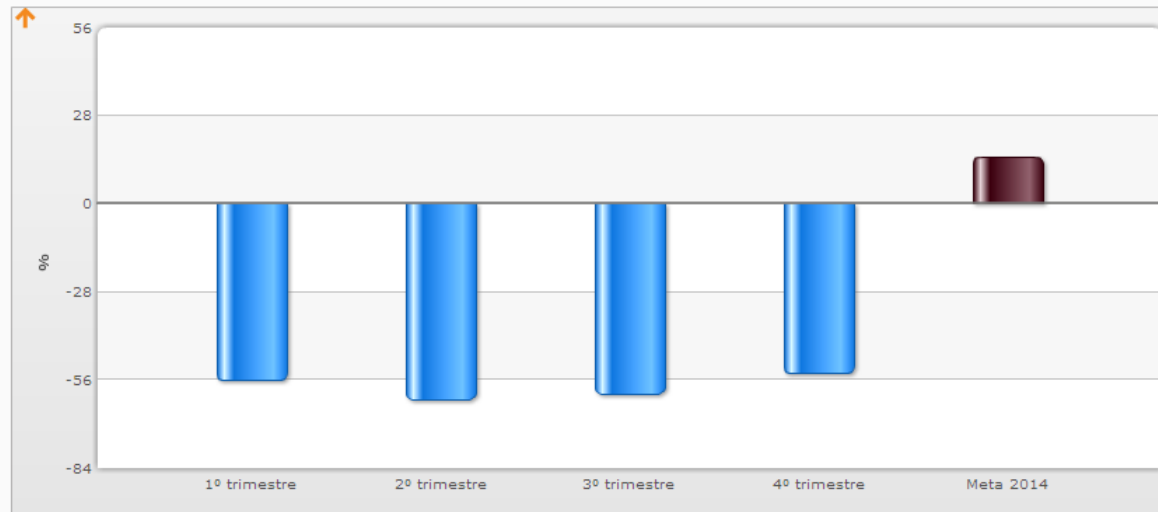 56
28
0
-28
-56
-84
%
1º trimestre
2º trimestre
3º trimestre
4º trimestre
Meta 2014